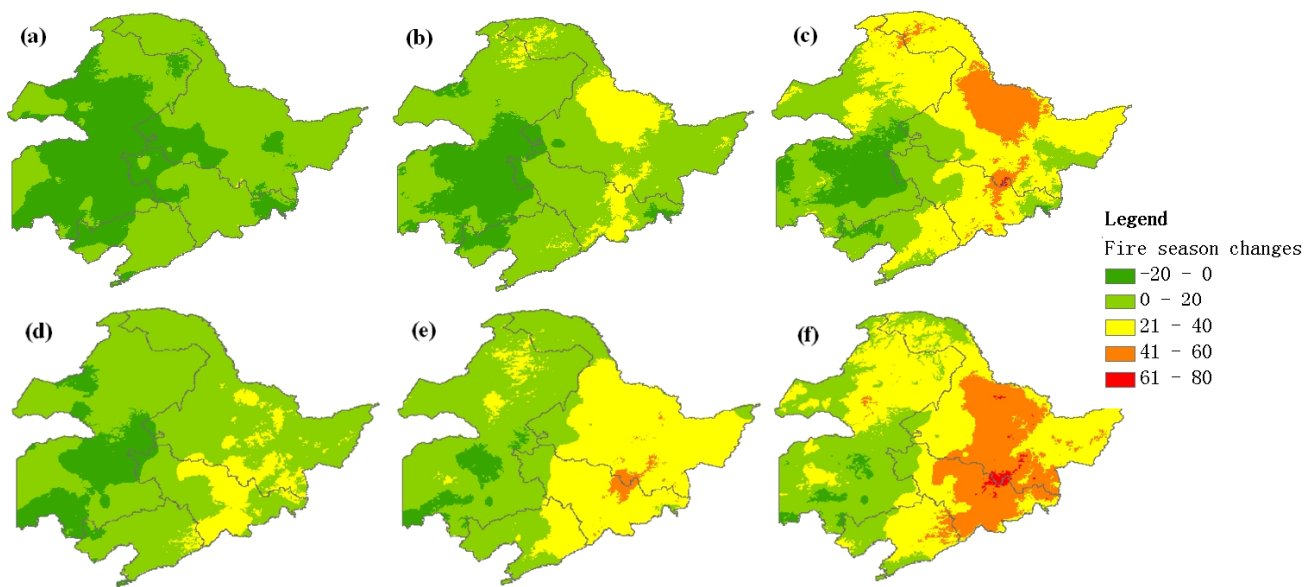 (a)
(b)
(c)
Legend
Fire season changes
-20 - 0
0 - 20
21 - 40
41 - 60
61 - 80
(d)
(e)
(f)